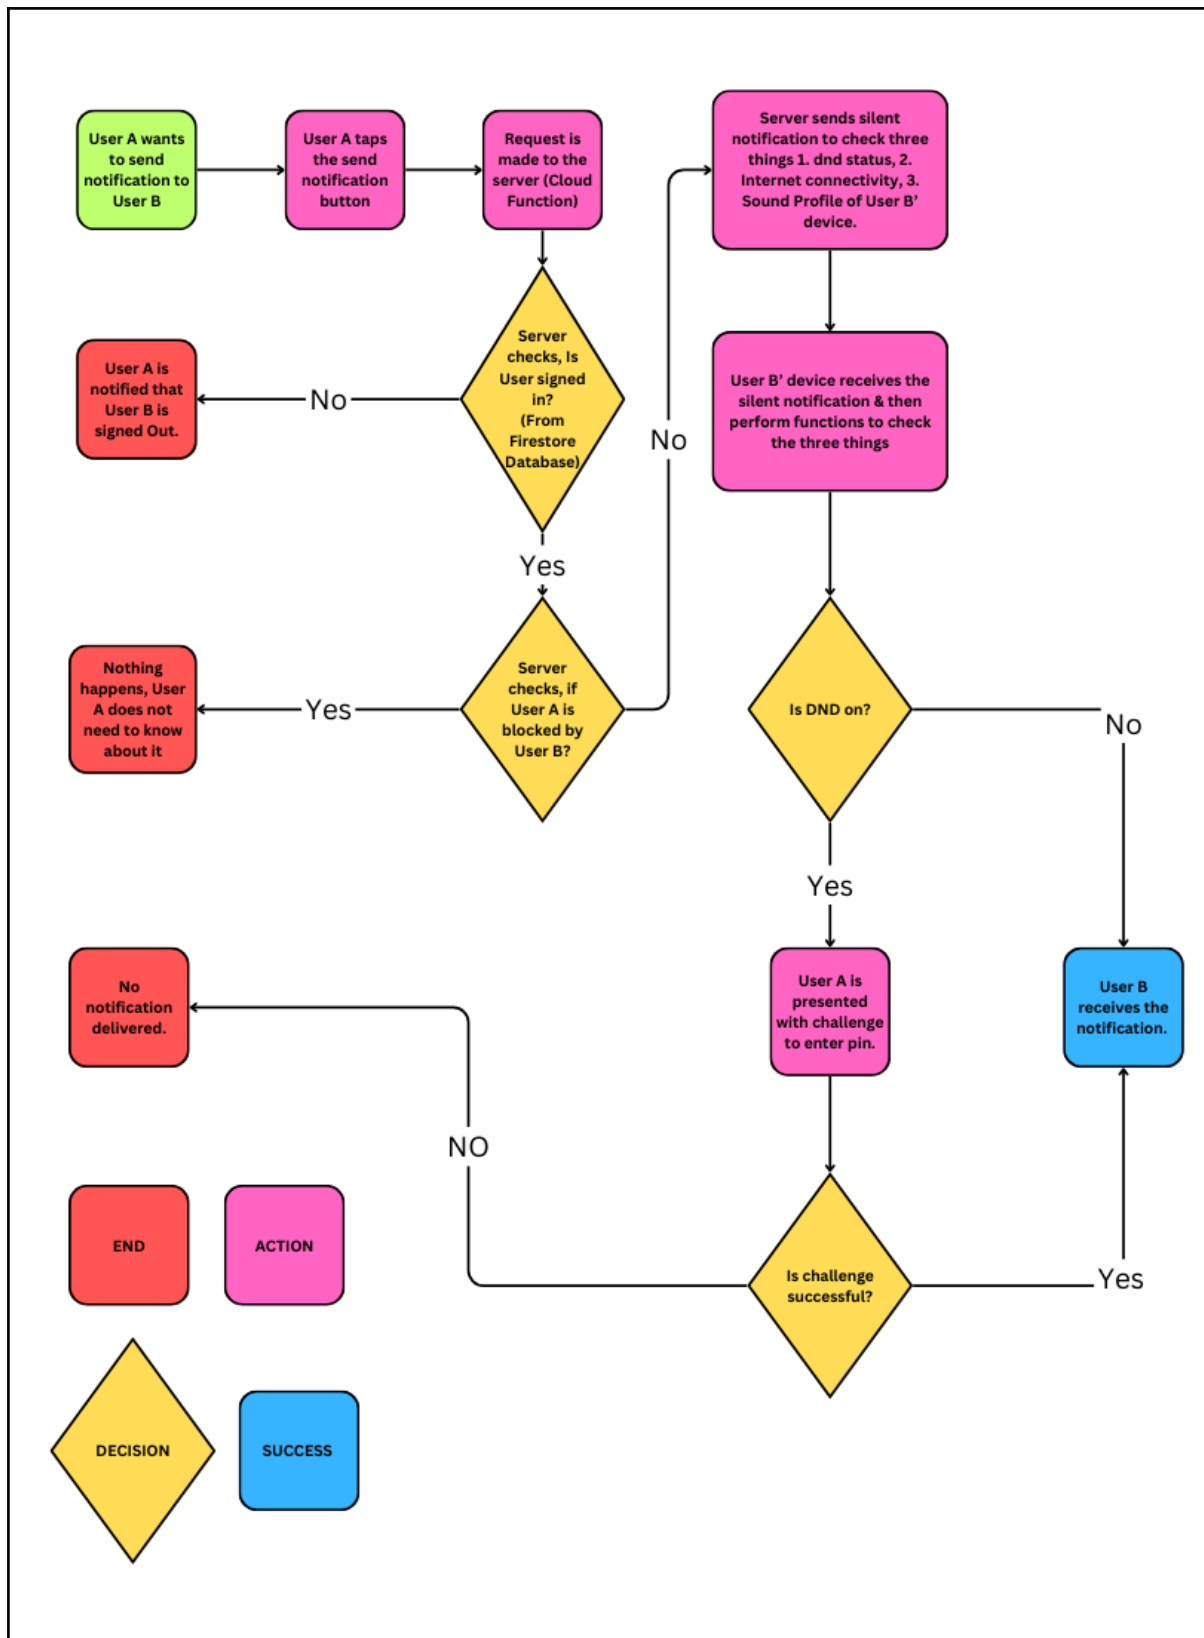 User A wants
to send
notification to
User B
User A taps
the send
notification
button
Request is
made to the
server (Cloud
Function)
Server sends silent
notification to check three
things 1. dnd status, 2.
Internet connectivity, 3.
Sound Profile of User B’
device.
Server
checks, Is
User signed
in?
(From
Firestore
Database)
No
User A is
notified that
User B is
signed Out.
No
User B’ device receives the
silent notification & then
perform functions to check
the three things
Yes
Server
checks, if
User A is
blocked by
User B?
Yes
Nothing
happens, User
A does not
need to know
about it
Is DND on?
No
Yes
No
notification
delivered.
User A is
presented
with challenge
to enter pin.
User B
receives the
notification.
NO
Is challenge
successful?
Yes
END
ACTION
DECISION
SUCCESS